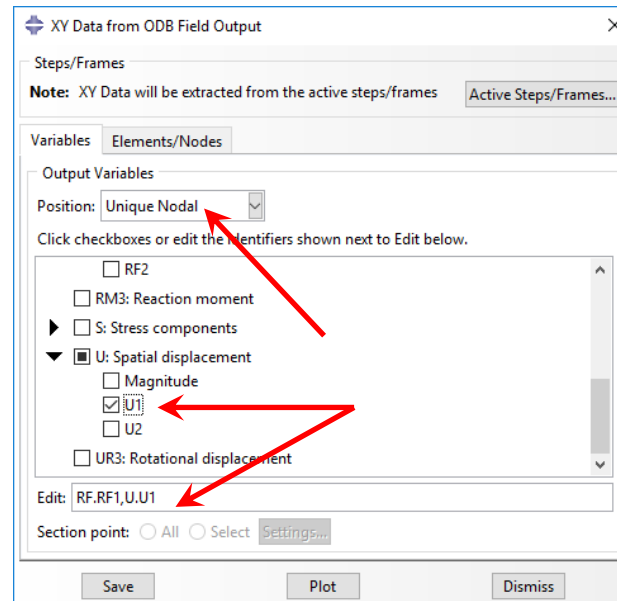 XY Data from ODB Field Output
Steps/Frames
Note: XY Data will be extracted from the active steps/frames Active Steps/Frames...
Variables Elements/Nodes
Output Variables
Position: Unique Nodal
Click checkboxes or edit the identifiers shown next to Edit below.
RF2
RM3: Reaction moment
S: Stress components
U: Spatial displacement
Magnitude
U1
U2
UR3: Rotational displacement
Edit: RF.RF1,U.U1
Section point: All Select Settings...
Save Plot Dismiss